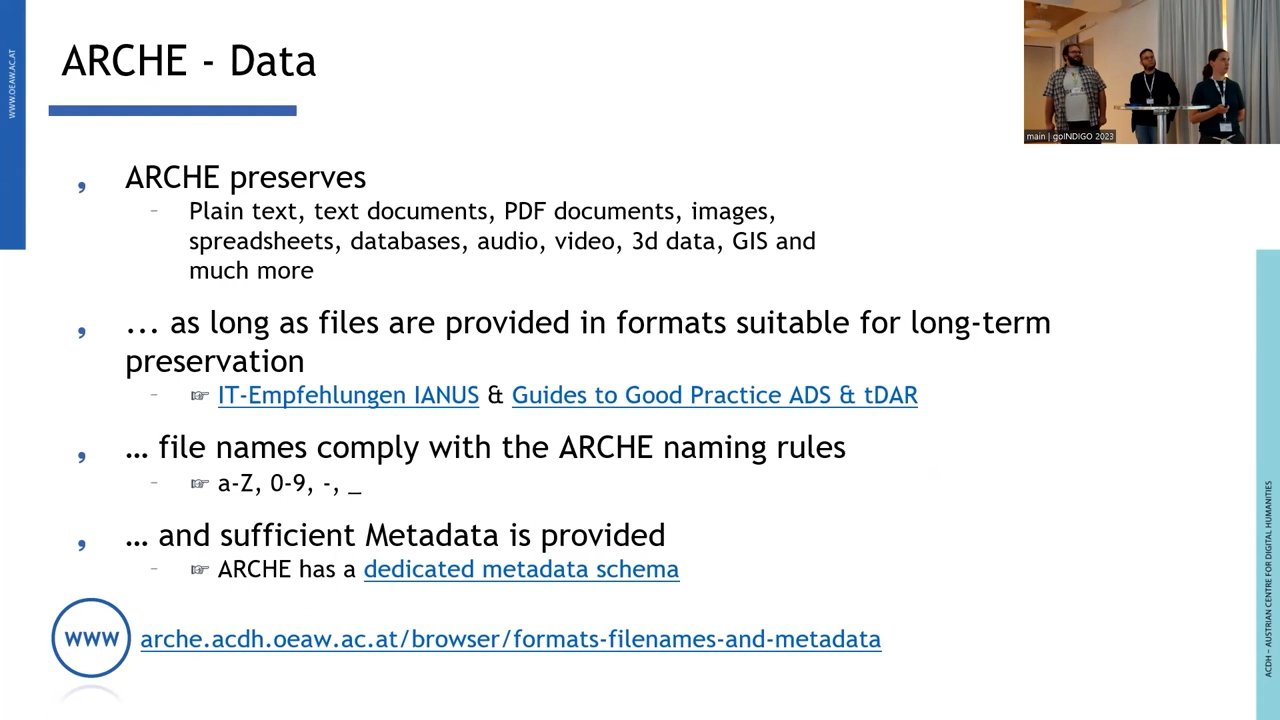 ARCHE - Data
WWW.OEAW.AC.AT
main | goINDIGO 2023
, ARCHE preserves
- Plain text, text documents, PDF documents, images,
spreadsheets, databases, audio, video, 3d data, GIS and
much more
, ... as long as files are provided in formats suitable for long-term
preservation
- ☞ IT-Empfehlungen IANUS & Guides to Good Practice ADS & tDAR
, … file names comply with the ARCHE naming rules
- ☞ a-Z, 0-9, -, _
, … and sufficient Metadata is provided
- ☞ ARCHE has a dedicated metadata schema
WWW arche.acdh.oeaw.ac.at/browser/formats-filenames-and-metadata
ACDH – AUSTRIAN CENTRE FOR DIGITAL HUMANITIES